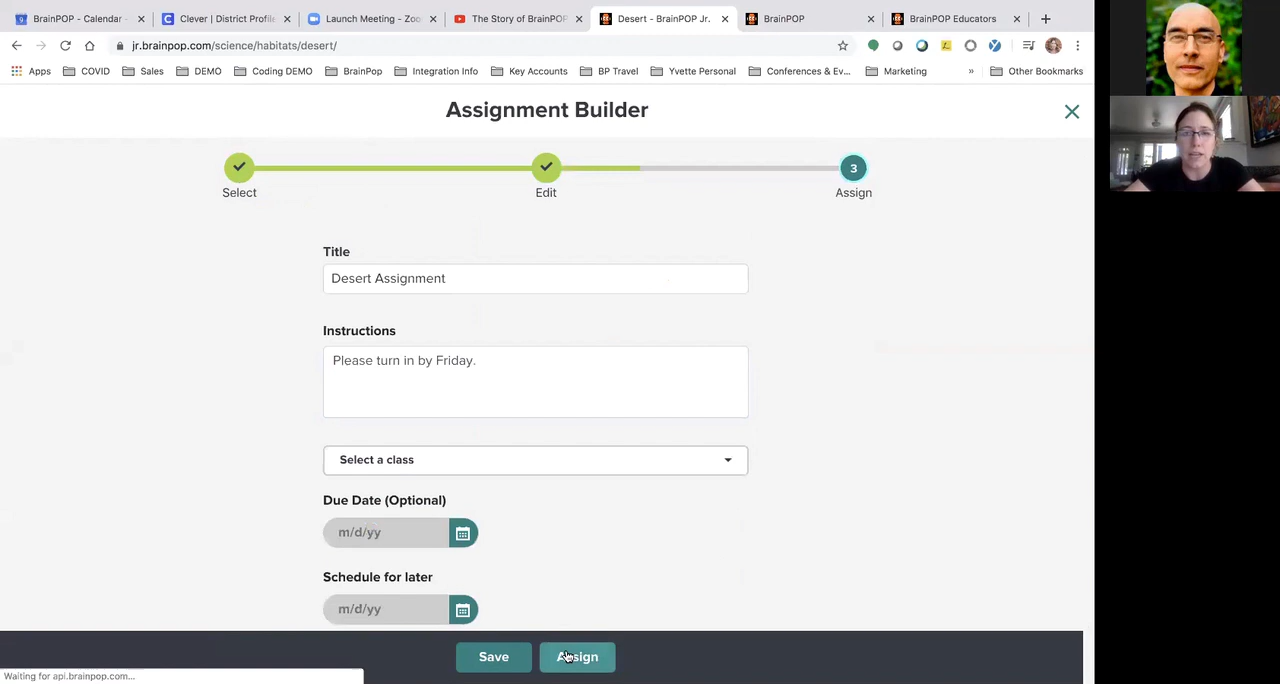 BrainPOP - Calendar -
Clever | District Profile
Launch Meeting - Zoo
The Story of BrainPOP
Desert - BrainPOP Jr.
BrainPOP
BrainPOP Educators
jr.brainpop.com/science/habitats/desert/
Apps
COVID
Sales
DEMO
Coding DEMO
BrainPop
Integration Info
Key Accounts
BP Travel
Yvette Personal
Conferences & Ev...
Marketing
»
Other Bookmarks
Assignment Builder
3
Select
Edit
Assign
Title
Desert Assignment
Instructions
Please turn in by Friday.
Select a class
Due Date (Optional)
m/d/yy
Schedule for later
m/d/yy
Save
Assign
Waiting for api.brainpop.com...